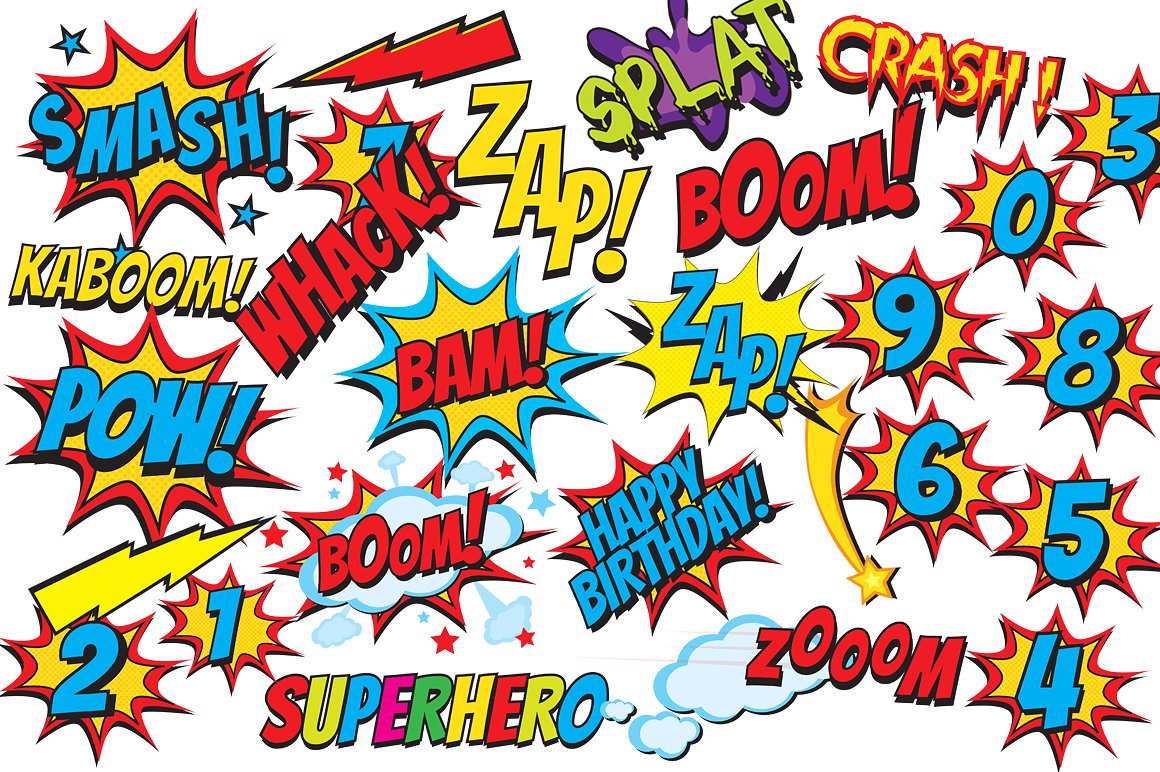 SMASH!
7
WHACK!
ZAP!
SPLAT
CRASH!
BOOM!
3
0
KABOOM!
POW!
BAM!
ZAP!
9
8
6
5
BOOM!
HAPPY
BIRTHDAY!
2
1
SUPERHERO
ZOOOM
4